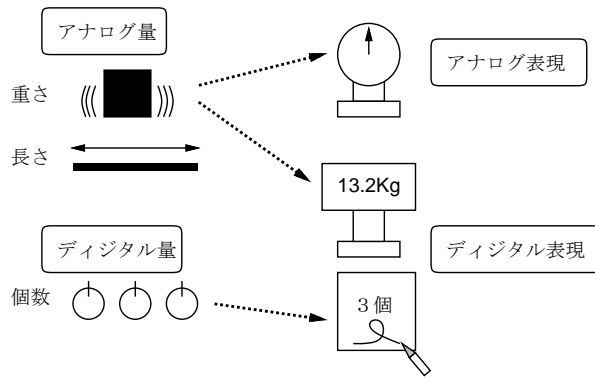 アナログ量
重さ
長さ
アナログ表現
13.2Kg
ディジタル量
個数
ディジタル表現
3個